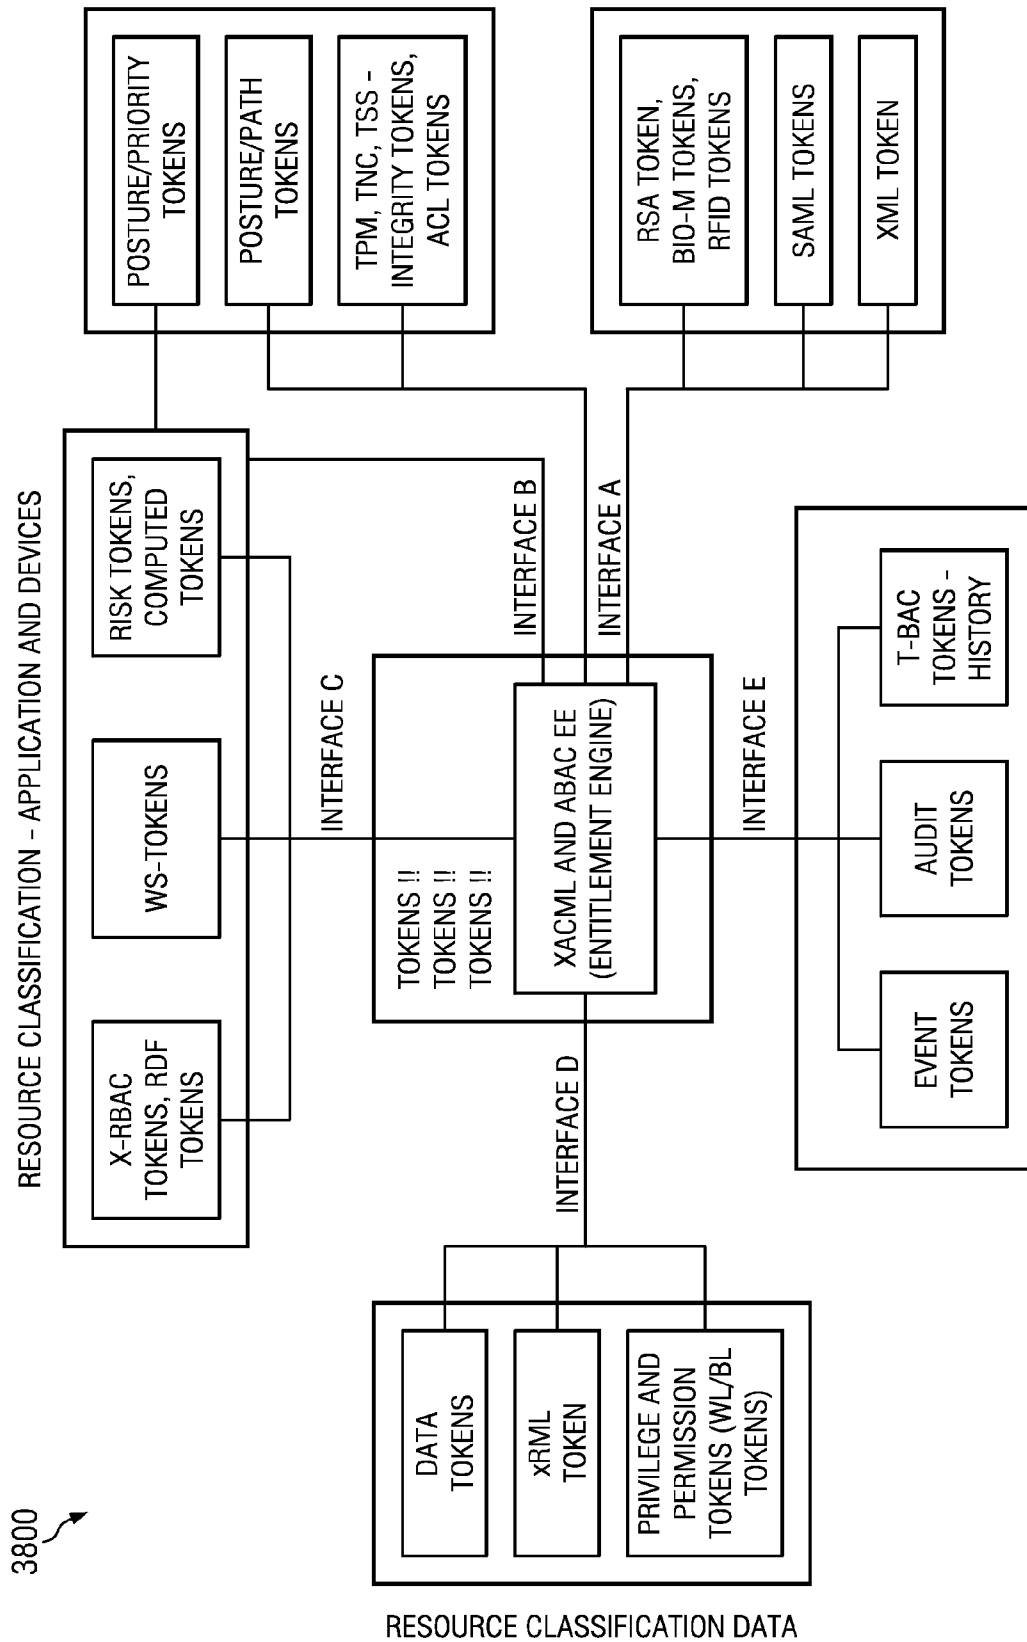 3800
RESOURCE CLASSIFICATION - APPLICATION AND DEVICES
X-RBAC
TOKENS, RDF
TOKENS
WS-TOKENS
RISK TOKENS,
COMPUTED
TOKENS
POSTURE/PRIORITY
TOKENS
POSTURE/PATH
TOKENS
TPM, TNC, TSS -
INTEGRITY TOKENS,
ACL TOKENS
INTERFACE C
INTERFACE B
INTERFACE A
TOKENS !!
TOKENS !!
TOKENS !!
XACML AND ABAC EE
(ENTITLEMENT ENGINE)
INTERFACE D
INTERFACE E
RSA TOKEN,
BIO-M TOKENS,
RFID TOKENS
SAML TOKENS
XML TOKEN
DATA
TOKENS
xRML
TOKEN
PRIVILEGE AND
PERMISSION
TOKENS (WL/BL
TOKENS)
RESOURCE CLASSIFICATION DATA
EVENT
TOKENS
AUDIT
TOKENS
T-BAC
TOKENS -
HISTORY